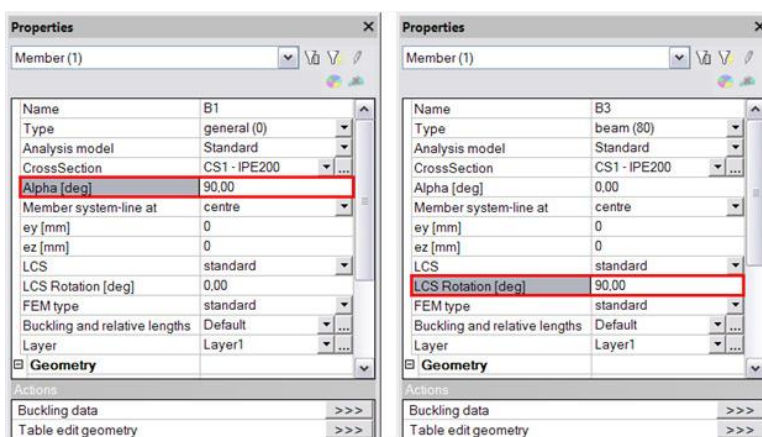 Properties
Member (1)
Name B1
Type general (0)
Analysis model Standard
CrossSection CS1 - IPE200 ...
Alpha [deg] 90,00
Member system-line at centre
ey [mm] 0
ez [mm] 0
LCS standard
LCS Rotation [deg] 0,00
FEM type standard
Buckling and relative lengths Default ...
Layer Layer1 ...
Geometry
Actions
Buckling data >>>
Table edit geometry >>>
Properties
Member (1)
Name B3
Type beam (80)
Analysis model Standard
CrossSection CS1 - IPE200 ...
Alpha [deg] 0,00
Member system-line at centre
ey [mm] 0
ez [mm] 0
LCS standard
LCS Rotation [deg] 90,00
FEM type standard
Buckling and relative lengths Default ...
Layer Layer1 ...
Geometry
Actions
Buckling data >>>
Table edit geometry >>>